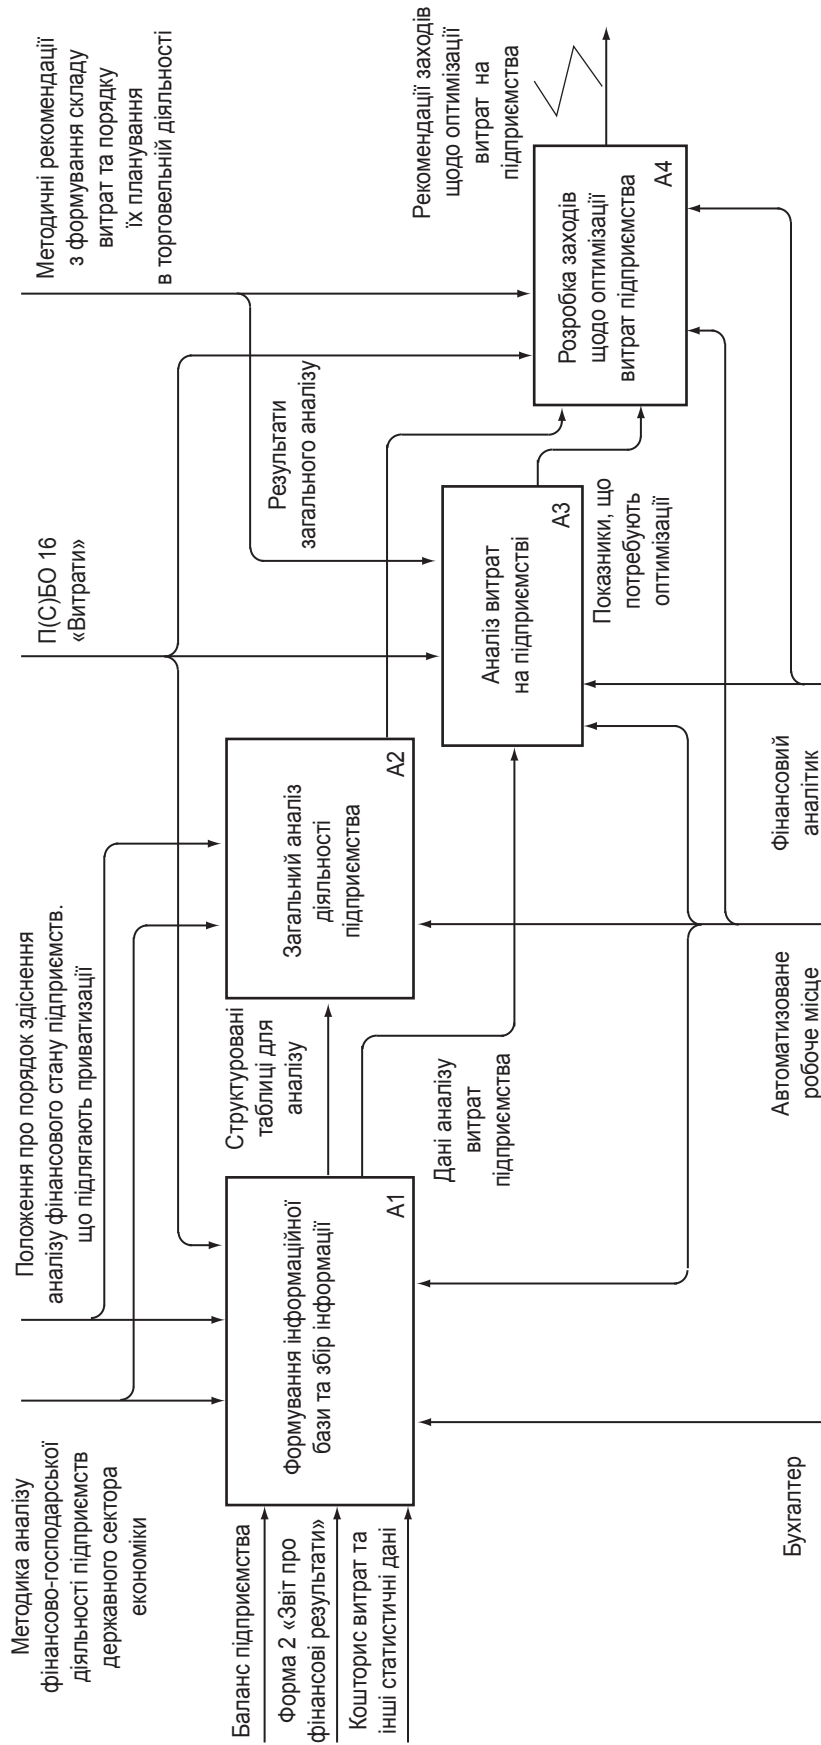 Методика аналізу
фінансово-господарської
діяльності підприємств
державного сектора
економіки
Положення про порядок здіснення
аналізу фінансового стану підприємств.
що підлягають приватизації
П(С)БО 16
«Витрати»
Методичні рекомендації
з формування складу
витрат та порядку
їх планування
в торговельній діяльності
Баланс підприємства
Форма 2 «Звіт про
фінансові результати»
Кошторис витрат та
інші статистичні дані
Формування інформаційної
бази та збір інформації
А1
Структуровані
таблиці для
аналізу
Дані аналізу
витрат
підприємства
Загальний аналіз
діяльності
підприємства
А2
Результати
загального аналізу
Аналіз витрат
на підприємстві
А3
Показники, що
потребують
оптимізації
Розробка заходів
щодо оптимізації
витрат підприємства
А4
Рекомендації заходів
щодо оптимізації
витрат на
підприємства
Бухгалтер
Автоматизоване
робоче місце
Фінансовий
аналітик